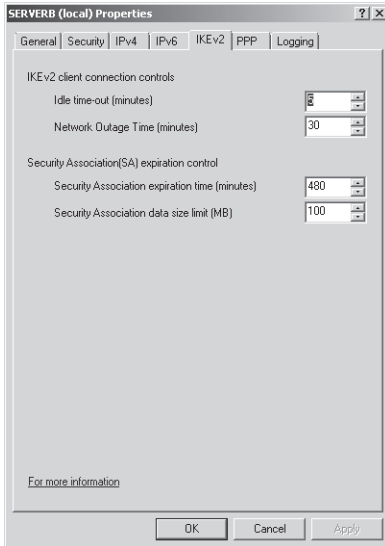 SERVERB (local) Properties
General Security IPv4 IPv6 IKEv2 PPP Logging
IKEv2 client connection controls
Idle time-out (minutes) 5
Network Outage Time (minutes) 30
Security Association(SA) expiration control
Security Association expiration time (minutes) 480
Security Association data size limit (MB) 100
For more information
OK Cancel Apply